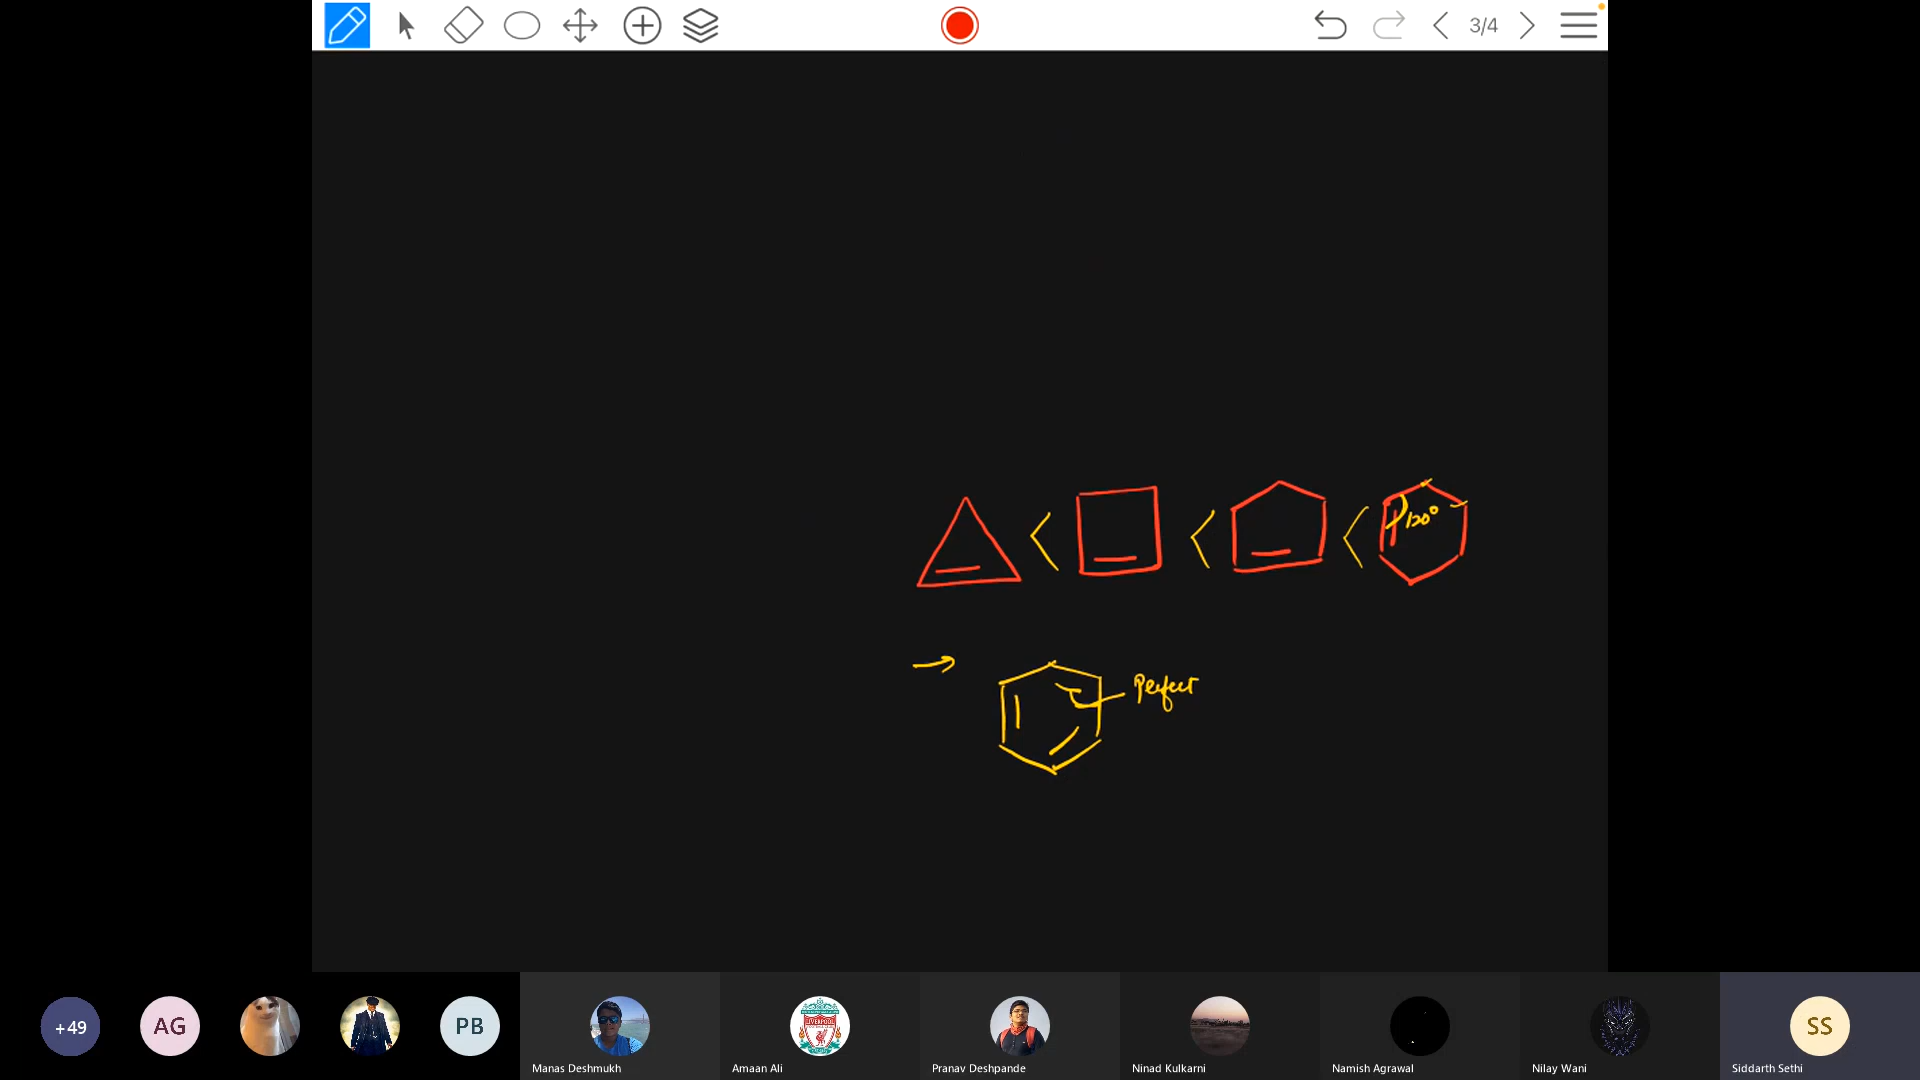 3/4
< < < 120°
→ Perfect
+49 AG PB SS
Manas Deshmukh Amaan Ali Pranav Deshpande Ninad Kulkarni Namish Agrawal Nilay Wani Siddarth Sethi